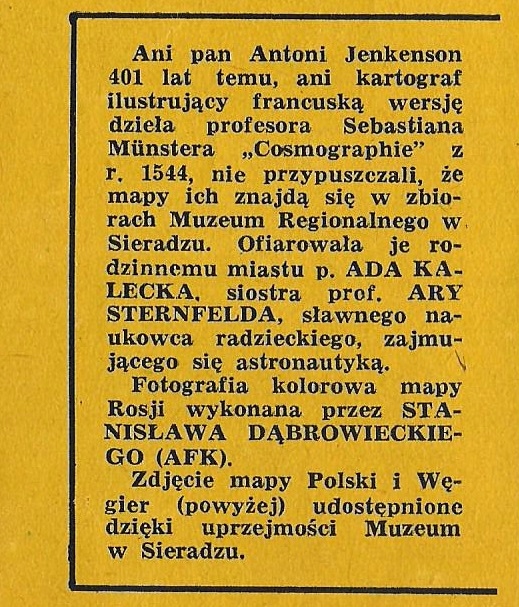 Ani pan Antoni Jenkenson
401 lat temu, ani kartograf
ilustrujący francuską wersję
dzieła profesora Sebastiana
Münstera „Cosmographie” z
r. 1544, nie przypuszczali, że
mapy ich znajdą się w zbio-
rach Muzeum Regionalnego w
Sieradzu. Ofiarowała je ro-
dzinnemu miastu p. ADA KA-
LECKA, siostra prof. ARY
STERNFELDA, sławnego na-
ukowca radzieckiego, zajmu-
jącego się astronautyką.
Fotografia kolorowa mapy
Rosji wykonana przez STA-
NISŁAWA DĄBROWIECKIE-
GO (AFK).
Zdjęcie mapy Polski i Wę-
gier (powyżej) udostępnione
dzięki uprzejmości Muzeum
w Sieradzu.